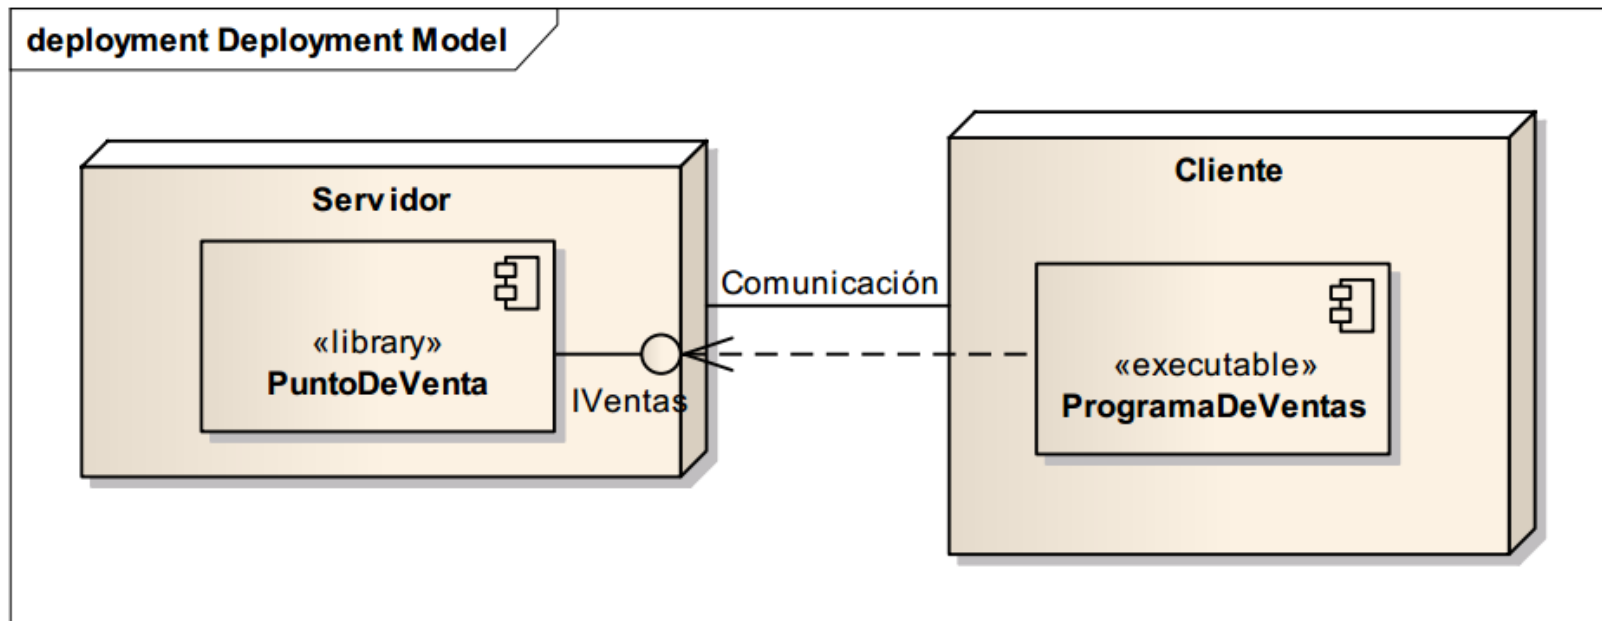 deployment Deployment Model
Servidor
«library»
PuntoDeVenta
IVentas
Comunicación
Cliente
«executable»
ProgramaDeVentas